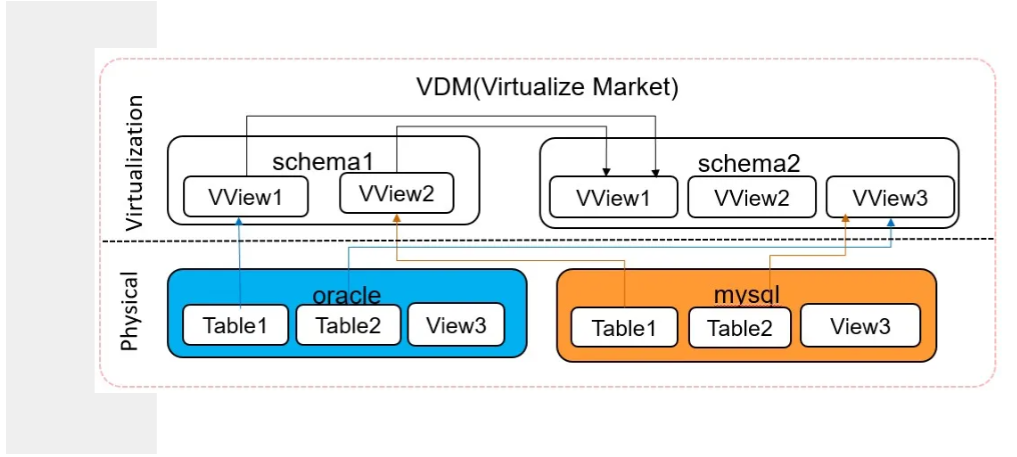 VDM(Virtualize Market)
Virtualization
schema1
VView1
VView2
schema2
VView1
VView2
VView3
Physical
oracle
Table1
Table2
View3
mysql
Table1
Table2
View3